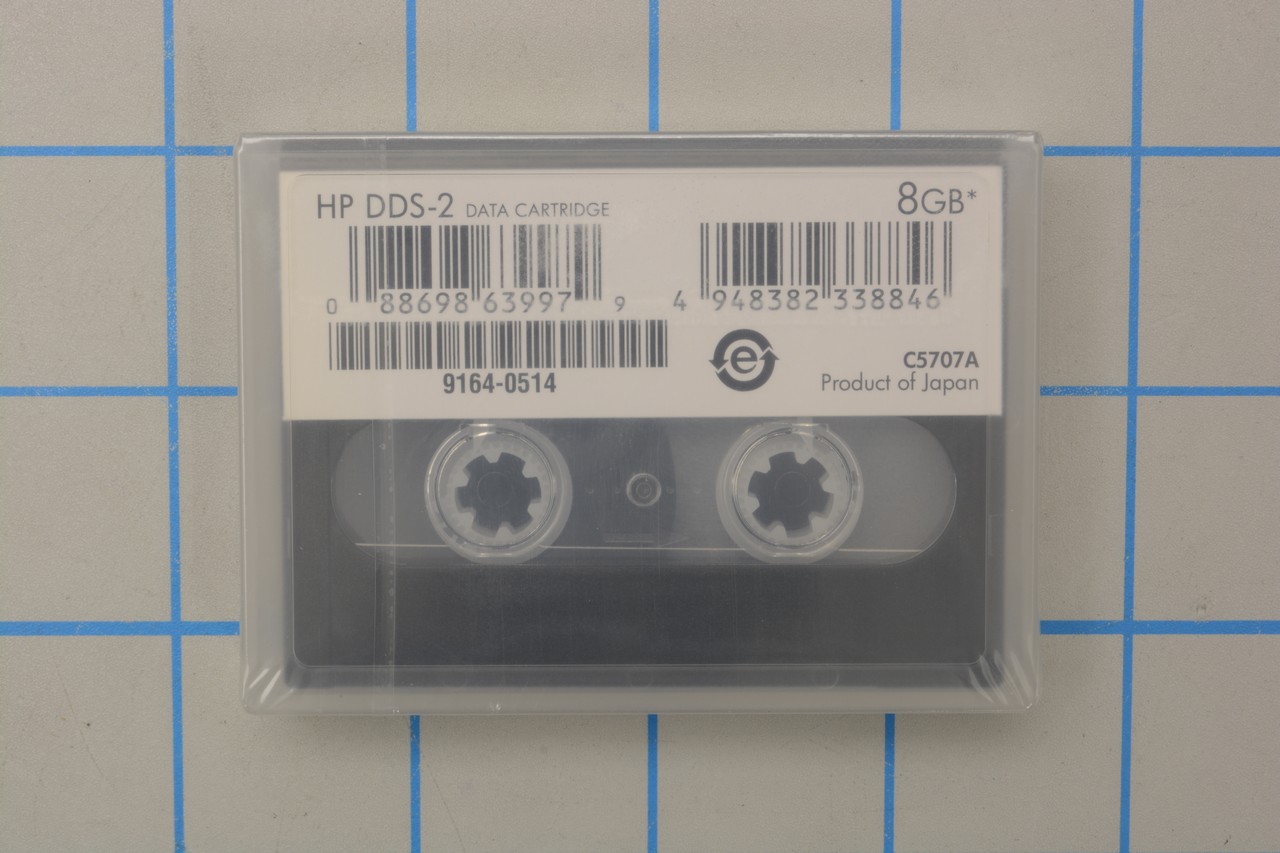 HP DDS-2 DATA CARTRIDGE 8GB*
0 88698 63997 9
4 948382 338846
9164-0514
e
C5707A
Product of Japan